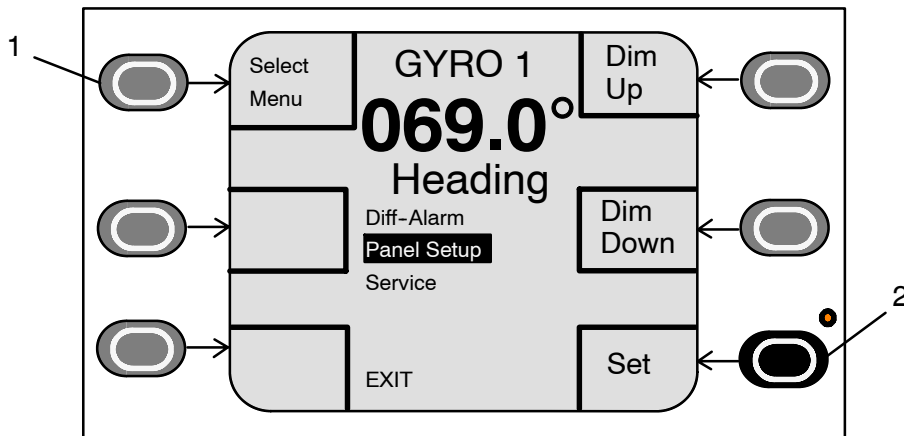 1
Select
Menu
GYRO 1
069.0°
Heading
Diff-Alarm
Panel Setup
Service
EXIT
Dim
Up
Dim
Down
Set
2